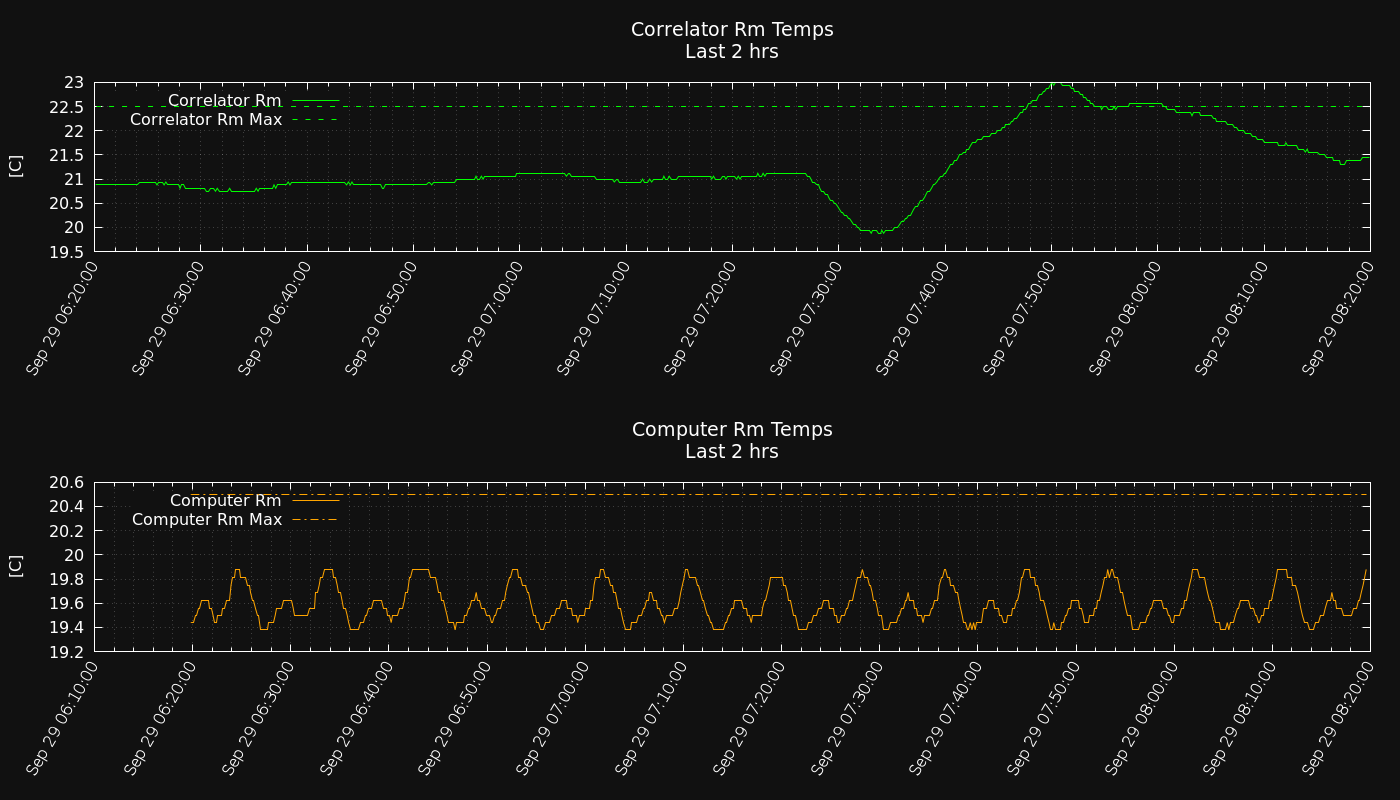 Correlator Rm Temps
Last 2 hrs
23
22.5
22
21.5
21
20.5
20
19.5
[C]
Correlator Rm
Correlator Rm Max
Sep 29 06:20:00
Sep 29 06:30:00
Sep 29 06:40:00
Sep 29 06:50:00
Sep 29 07:00:00
Sep 29 07:10:00
Sep 29 07:20:00
Sep 29 07:30:00
Sep 29 07:40:00
Sep 29 07:50:00
Sep 29 08:00:00
Sep 29 08:10:00
Sep 29 08:20:00
Computer Rm Temps
Last 2 hrs
20.6
20.4
20.2
20
19.8
19.6
19.4
19.2
[C]
Computer Rm
Computer Rm Max
Sep 29 06:10:00
Sep 29 06:20:00
Sep 29 06:30:00
Sep 29 06:40:00
Sep 29 06:50:00
Sep 29 07:00:00
Sep 29 07:10:00
Sep 29 07:20:00
Sep 29 07:30:00
Sep 29 07:40:00
Sep 29 07:50:00
Sep 29 08:00:00
Sep 29 08:10:00
Sep 29 08:20:00